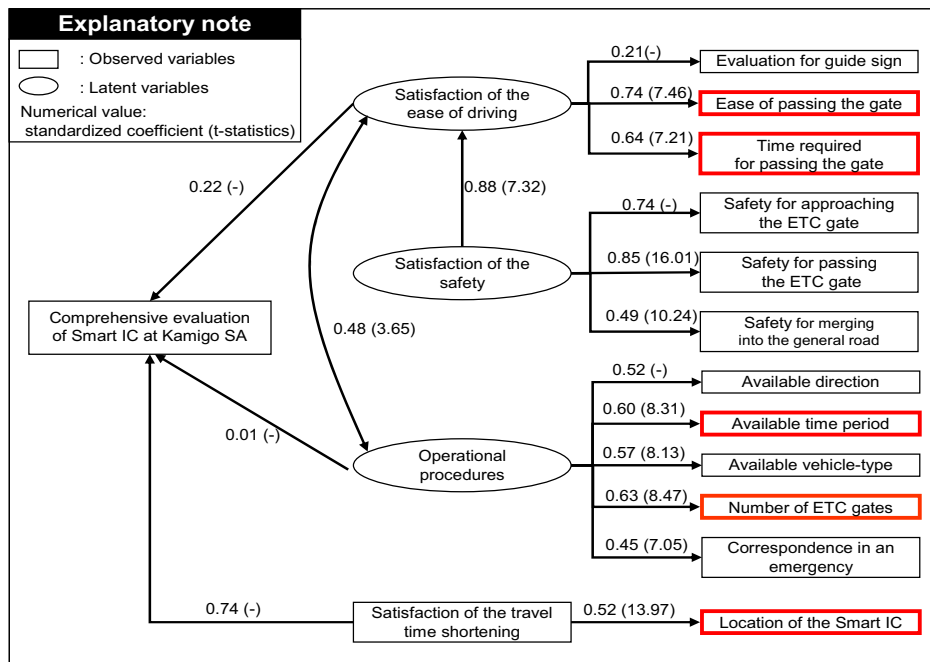 Explanatory note
: Observed variables
: Latent variables
Numerical value:
standardized coefficient (t-statistics)
Satisfaction of the
ease of driving
0.21(-)
Evaluation for guide sign
0.74 (7.46)
Ease of passing the gate
0.64 (7.21)
Time required
for passing the gate
0.22 (-)
0.88 (7.32)
Satisfaction of the
safety
0.74 (-)
Safety for approaching
the ETC gate
0.85 (16.01)
Safety for passing
the ETC gate
0.49 (10.24)
Safety for merging
into the general road
Comprehensive evaluation
of Smart IC at Kamigo SA
0.48 (3.65)
0.01 (-)
Operational
procedures
0.52 (-)
Available direction
0.60 (8.31)
Available time period
0.57 (8.13)
Available vehicle-type
0.63 (8.47)
Number of ETC gates
0.45 (7.05)
Correspondence in an
emergency
0.74 (-)
Satisfaction of the travel
time shortening
0.52 (13.97)
Location of the Smart IC